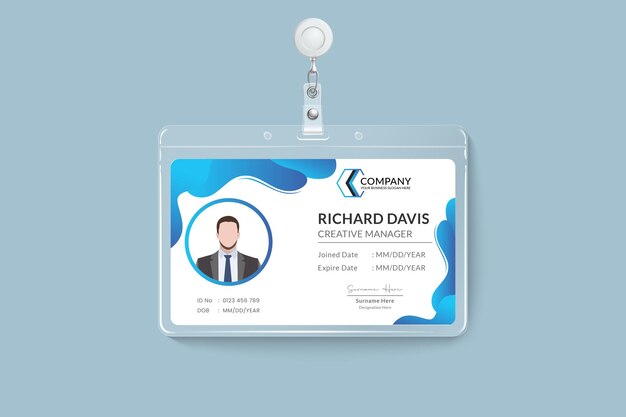 COMPANY
YOUR BUSINESS SLOGAN HERE
RICHARD DAVIS
CREATIVE MANAGER
Joined Date : MM/DD/YEAR
Expire Date : MM/DD/YEAR
ID NO : 0123 456 789
DOB : MM/DD/YEAR
Surname Here
Surname Here
Designation Here